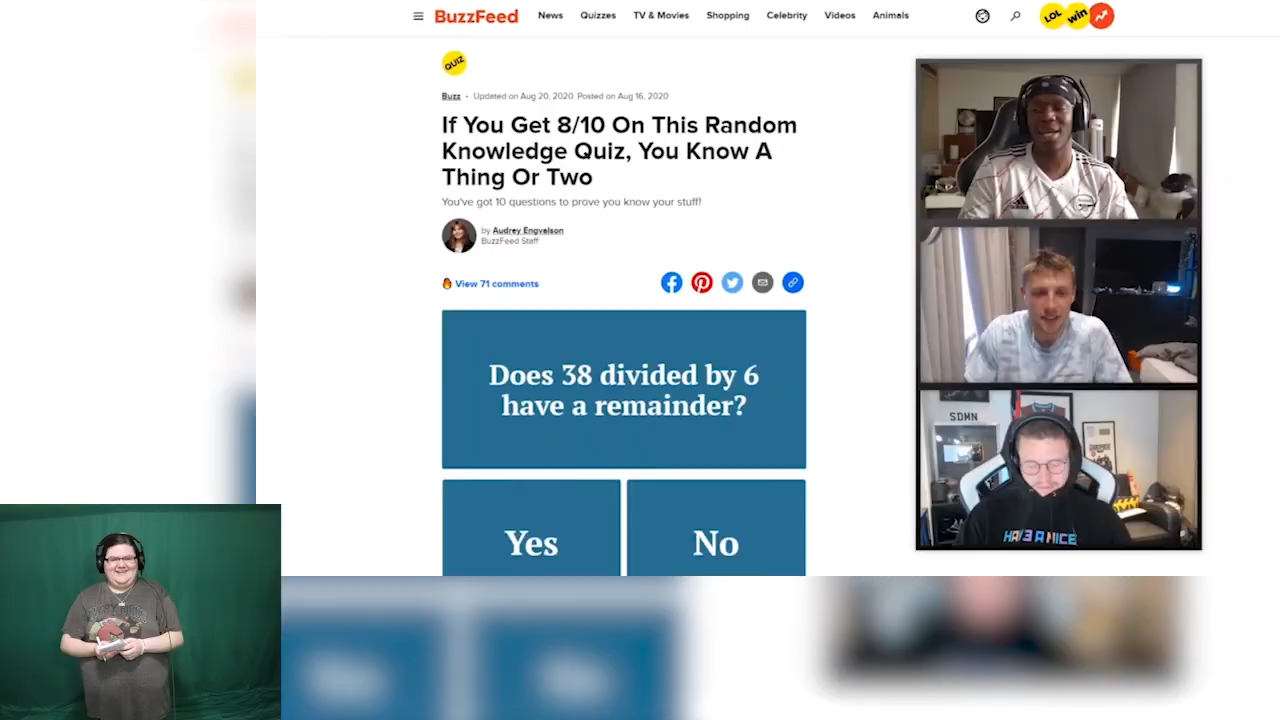 BuzzFeed
News Quizzes TV & Movies Shopping Celebrity Videos Animals
LOL win
QUIZ
Buzz • Updated on Aug 20, 2020. Posted on Aug 16, 2020
If You Get 8/10 On This Random
Knowledge Quiz, You Know A
Thing Or Two
You've got 10 questions to prove you know your stuff!
by Audrey Engvalson
BuzzFeed Staff
View 71 comments
Does 38 divided by 6
have a remainder?
Yes
No
SDMN
HAVE A NICE